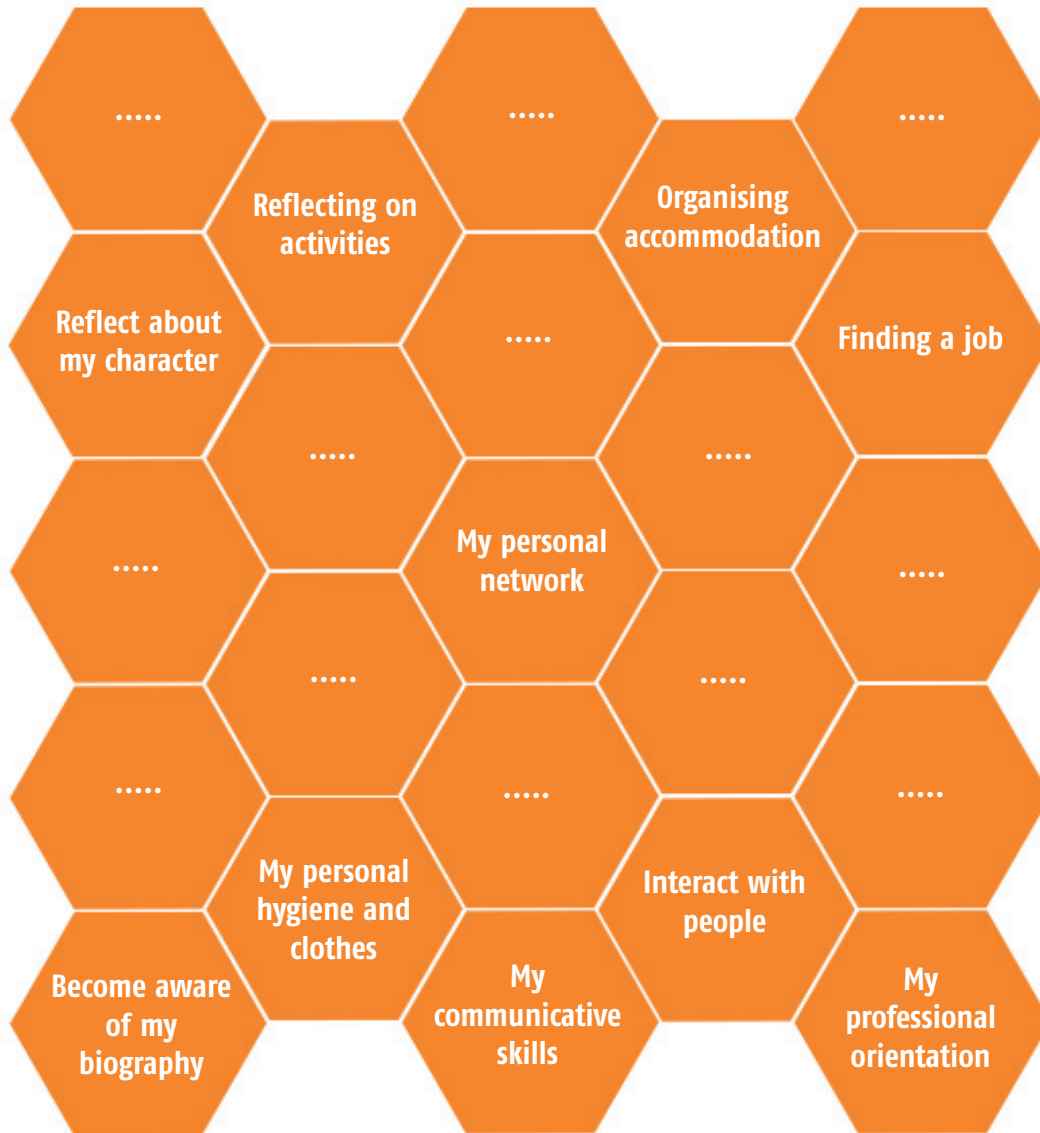 .....
.....
.....
Reflecting on
activities
Organising
accommodation
Reflect about
my character
.....
Finding a job
.....
.....
.....
My personal
network
.....
.....
.....
.....
.....
.....
My personal
hygiene and
clothes
Interact with
people
Become aware
of my
biography
My
communicative
skills
My
professional
orientation